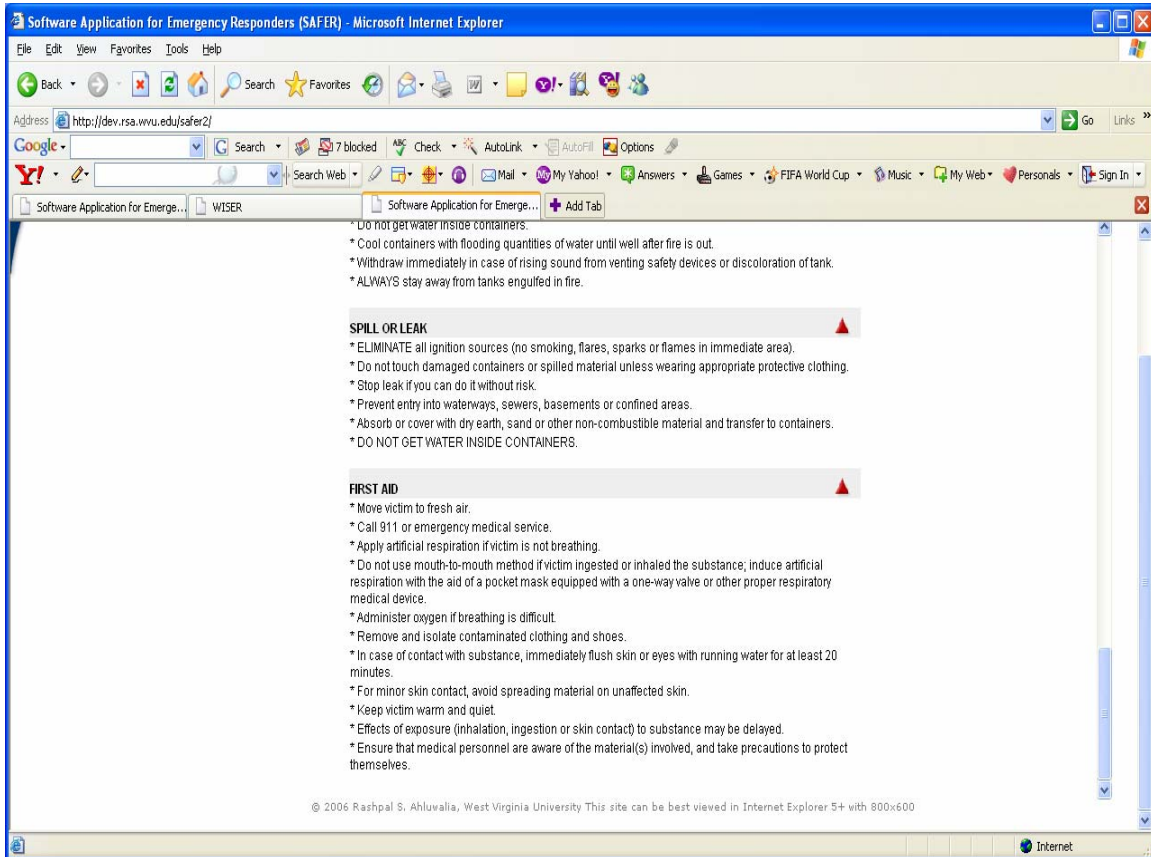 Software Application for Emergency Responders (SAFER) - Microsoft Internet Explorer
File Edit View Favorites Tools Help
Back Search Favorites
Address http://dev.rsa.wvu.edu/safer2/ Go Links »
Google Search 7 blocked ABC Check AutoLink AutoFill Options
Y! Search Web Mail My Yahoo! Answers Games FIFA World Cup Music My Web Personals Sign In
Software Application for Emerge... WISER Software Application for Emerge... Add Tab
* Do not get water inside containers.
* Cool containers with flooding quantities of water until well after fire is out.
* Withdraw immediately in case of rising sound from venting safety devices or discoloration of tank.
* ALWAYS stay away from tanks engulfed in fire.
SPILL OR LEAK
* ELIMINATE all ignition sources (no smoking, flares, sparks or flames in immediate area).
* Do not touch damaged containers or spilled material unless wearing appropriate protective clothing.
* Stop leak if you can do it without risk.
* Prevent entry into waterways, sewers, basements or confined areas.
* Absorb or cover with dry earth, sand or other non-combustible material and transfer to containers.
* DO NOT GET WATER INSIDE CONTAINERS.
FIRST AID
* Move victim to fresh air.
* Call 911 or emergency medical service.
* Apply artificial respiration if victim is not breathing.
* Do not use mouth-to-mouth method if victim ingested or inhaled the substance; induce artificial
respiration with the aid of a pocket mask equipped with a one-way valve or other proper respiratory
medical device.
* Administer oxygen if breathing is difficult.
* Remove and isolate contaminated clothing and shoes.
* In case of contact with substance, immediately flush skin or eyes with running water for at least 20
minutes.
* For minor skin contact, avoid spreading material on unaffected skin.
* Keep victim warm and quiet.
* Effects of exposure (inhalation, ingestion or skin contact) to substance may be delayed.
* Ensure that medical personnel are aware of the material(s) involved, and take precautions to protect
themselves.
© 2006 Rashpal S. Ahluwalia, West Virginia University This site can be best viewed in Internet Explorer 5+ with 800x600
Internet